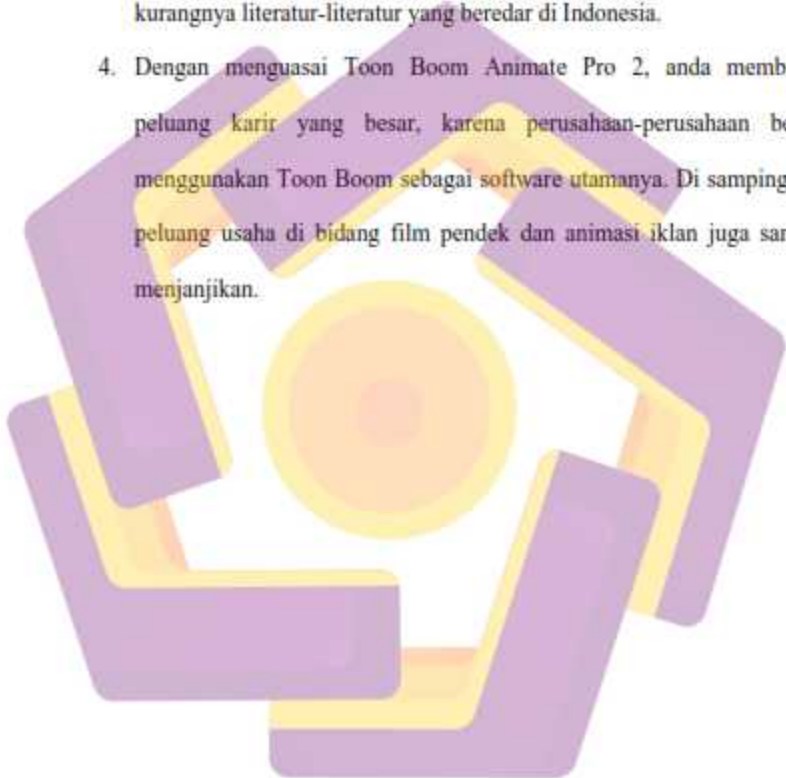 kurangnya literatur-literatur yang beredar di Indonesia.
4. Dengan menguasai Toon Boom Animate Pro 2, anda memb
peluang karir yang besar, karena perusahaan-perusahaan be
menggunakan Toon Boom sebagai software utamanya. Di samping
peluang usaha di bidang film pendek dan animasi iklan juga san
menjanjikan.